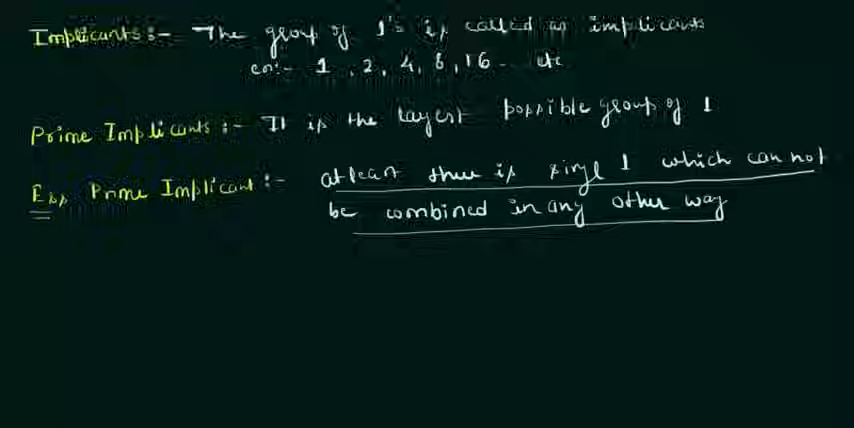 Implicants :- The group of 1's is called as implicants
ex:- 1, 2, 4, 8, 16 - etc
Prime Implicants :- It is the largest possible group of 1
Ess Prime Implicant :- atleast there is single 1 which can not
be combined in any other way